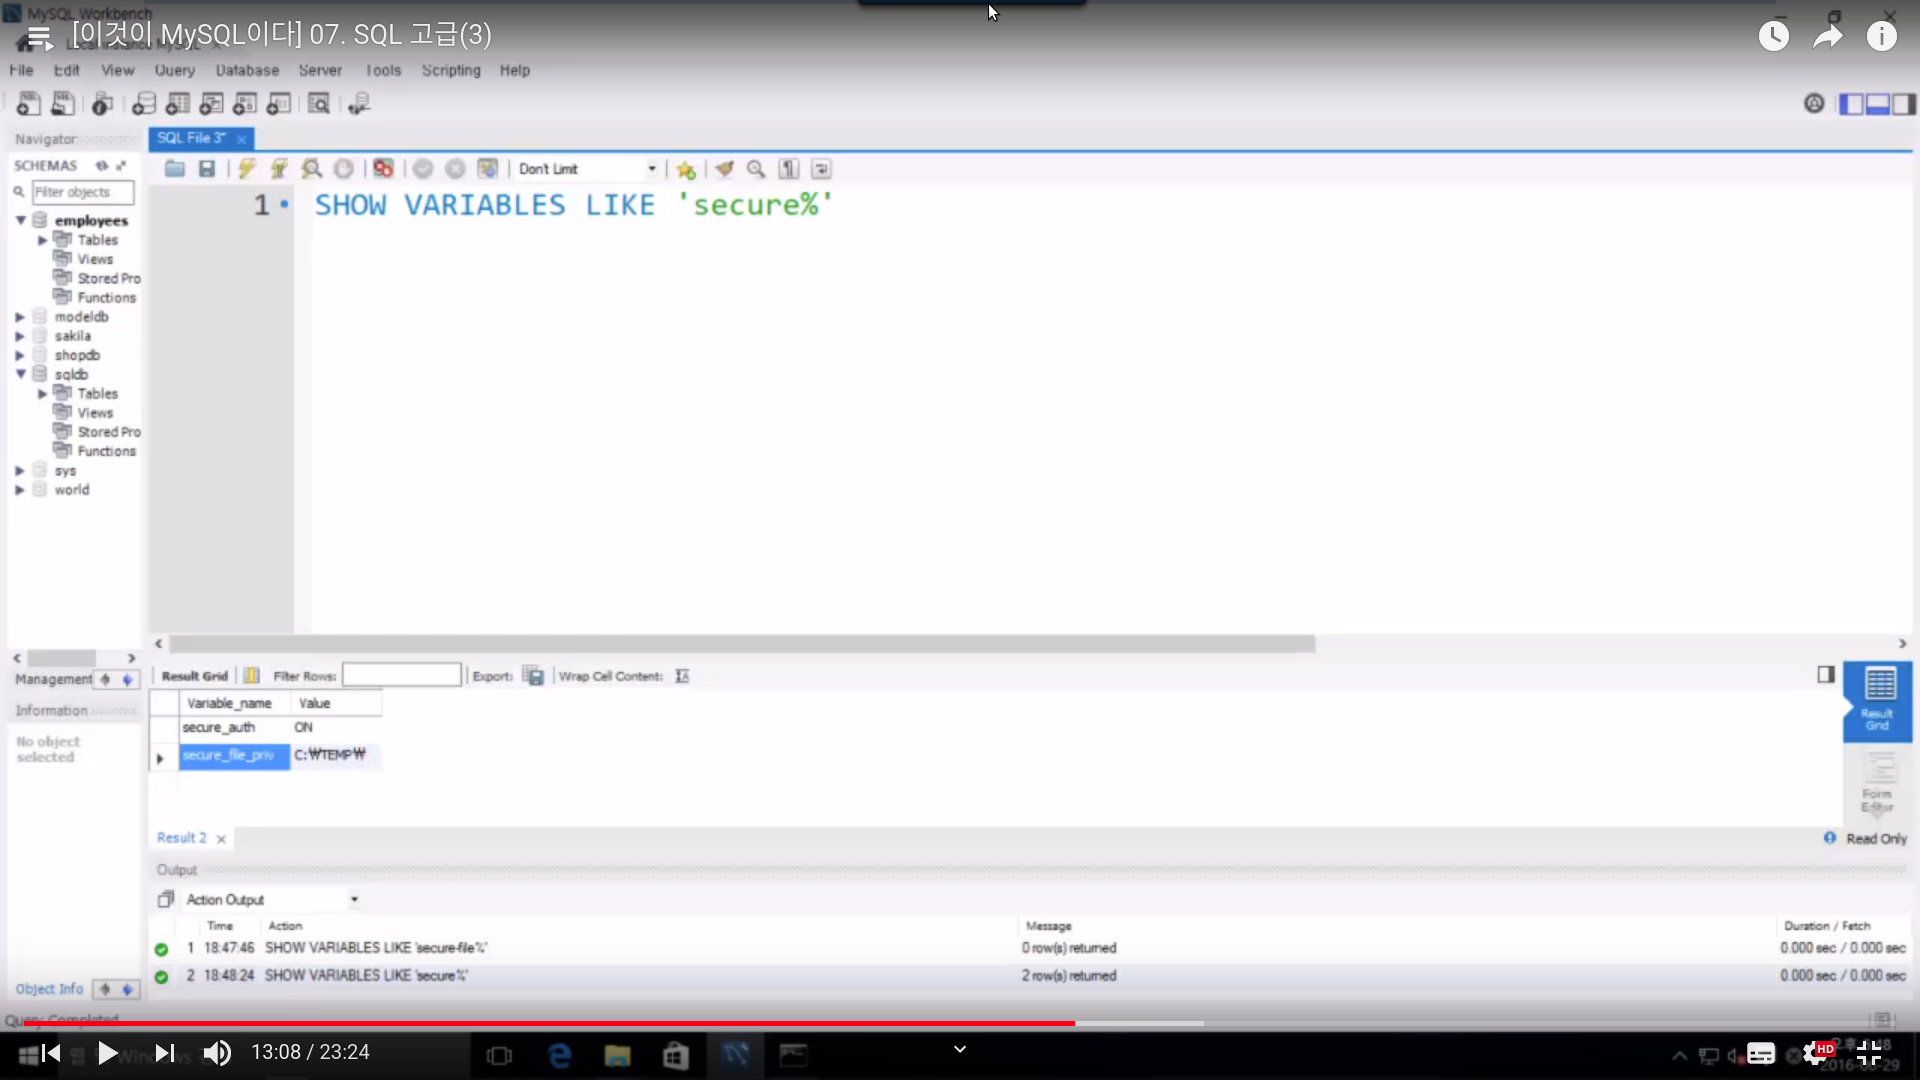 MySQL Workbench
[이것이 MySQL이다] 07. SQL 고급(3)
File Edit View Query Database Server Tools Scripting Help
Navigator
SQL File 3*
SCHEMAS
Don't Limit
Filter objects
1 SHOW VARIABLES LIKE 'secure%'
employees
Tables
Views
Stored Pro
Functions
modeldb
sakila
shopdb
sqldb
Tables
Views
Stored Pro
Functions
sys
world
Management
Information
No object
selected
Result Grid Filter Rows: Export: Wrap Cell Content:
Variable_name Value
secure_auth ON
secure_file_priv C:₩TEMP₩
Result
Grid
Form
Editor
Result 2
Read Only
Output
Action Output
Time Action Message Duration / Fetch
1 18:47:46 SHOW VARIABLES LIKE 'secure-file%' 0 row(s) returned 0.000 sec / 0.000 sec
2 18:48:24 SHOW VARIABLES LIKE 'secure%' 2 row(s) returned 0.000 sec / 0.000 sec
Object Info
Query Completed
13:08 / 23:24
HD